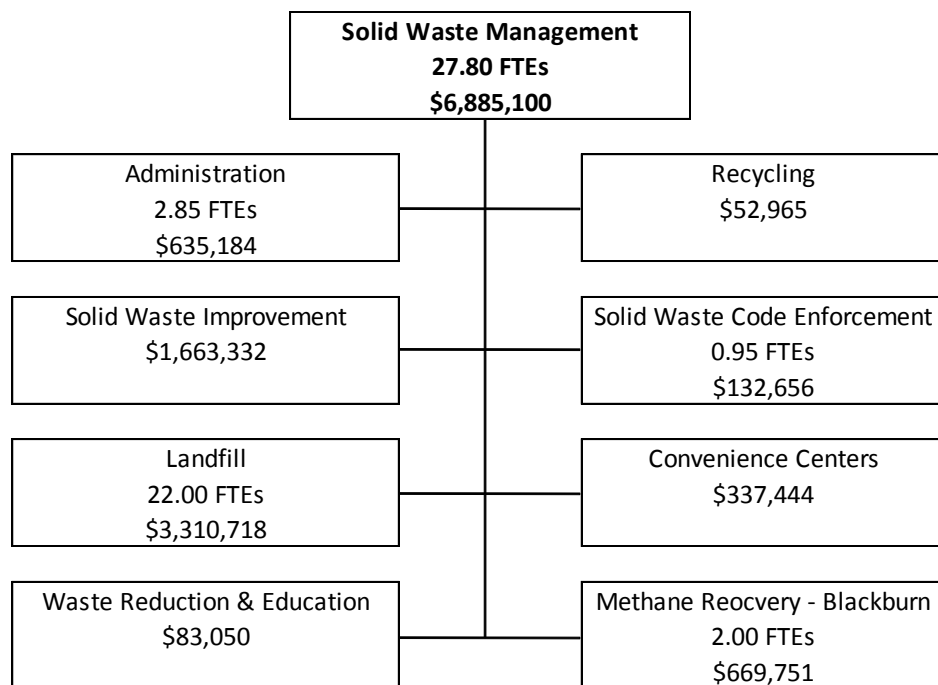 Solid Waste Management
27.80 FTEs
$6,885,100
Administration
2.85 FTEs
$635,184
Recycling
$52,965
Solid Waste Improvement
$1,663,332
Solid Waste Code Enforcement
0.95 FTEs
$132,656
Landfill
22.00 FTEs
$3,310,718
Convenience Centers
$337,444
Waste Reduction & Education
$83,050
Methane Reocvery - Blackburn
2.00 FTEs
$669,751